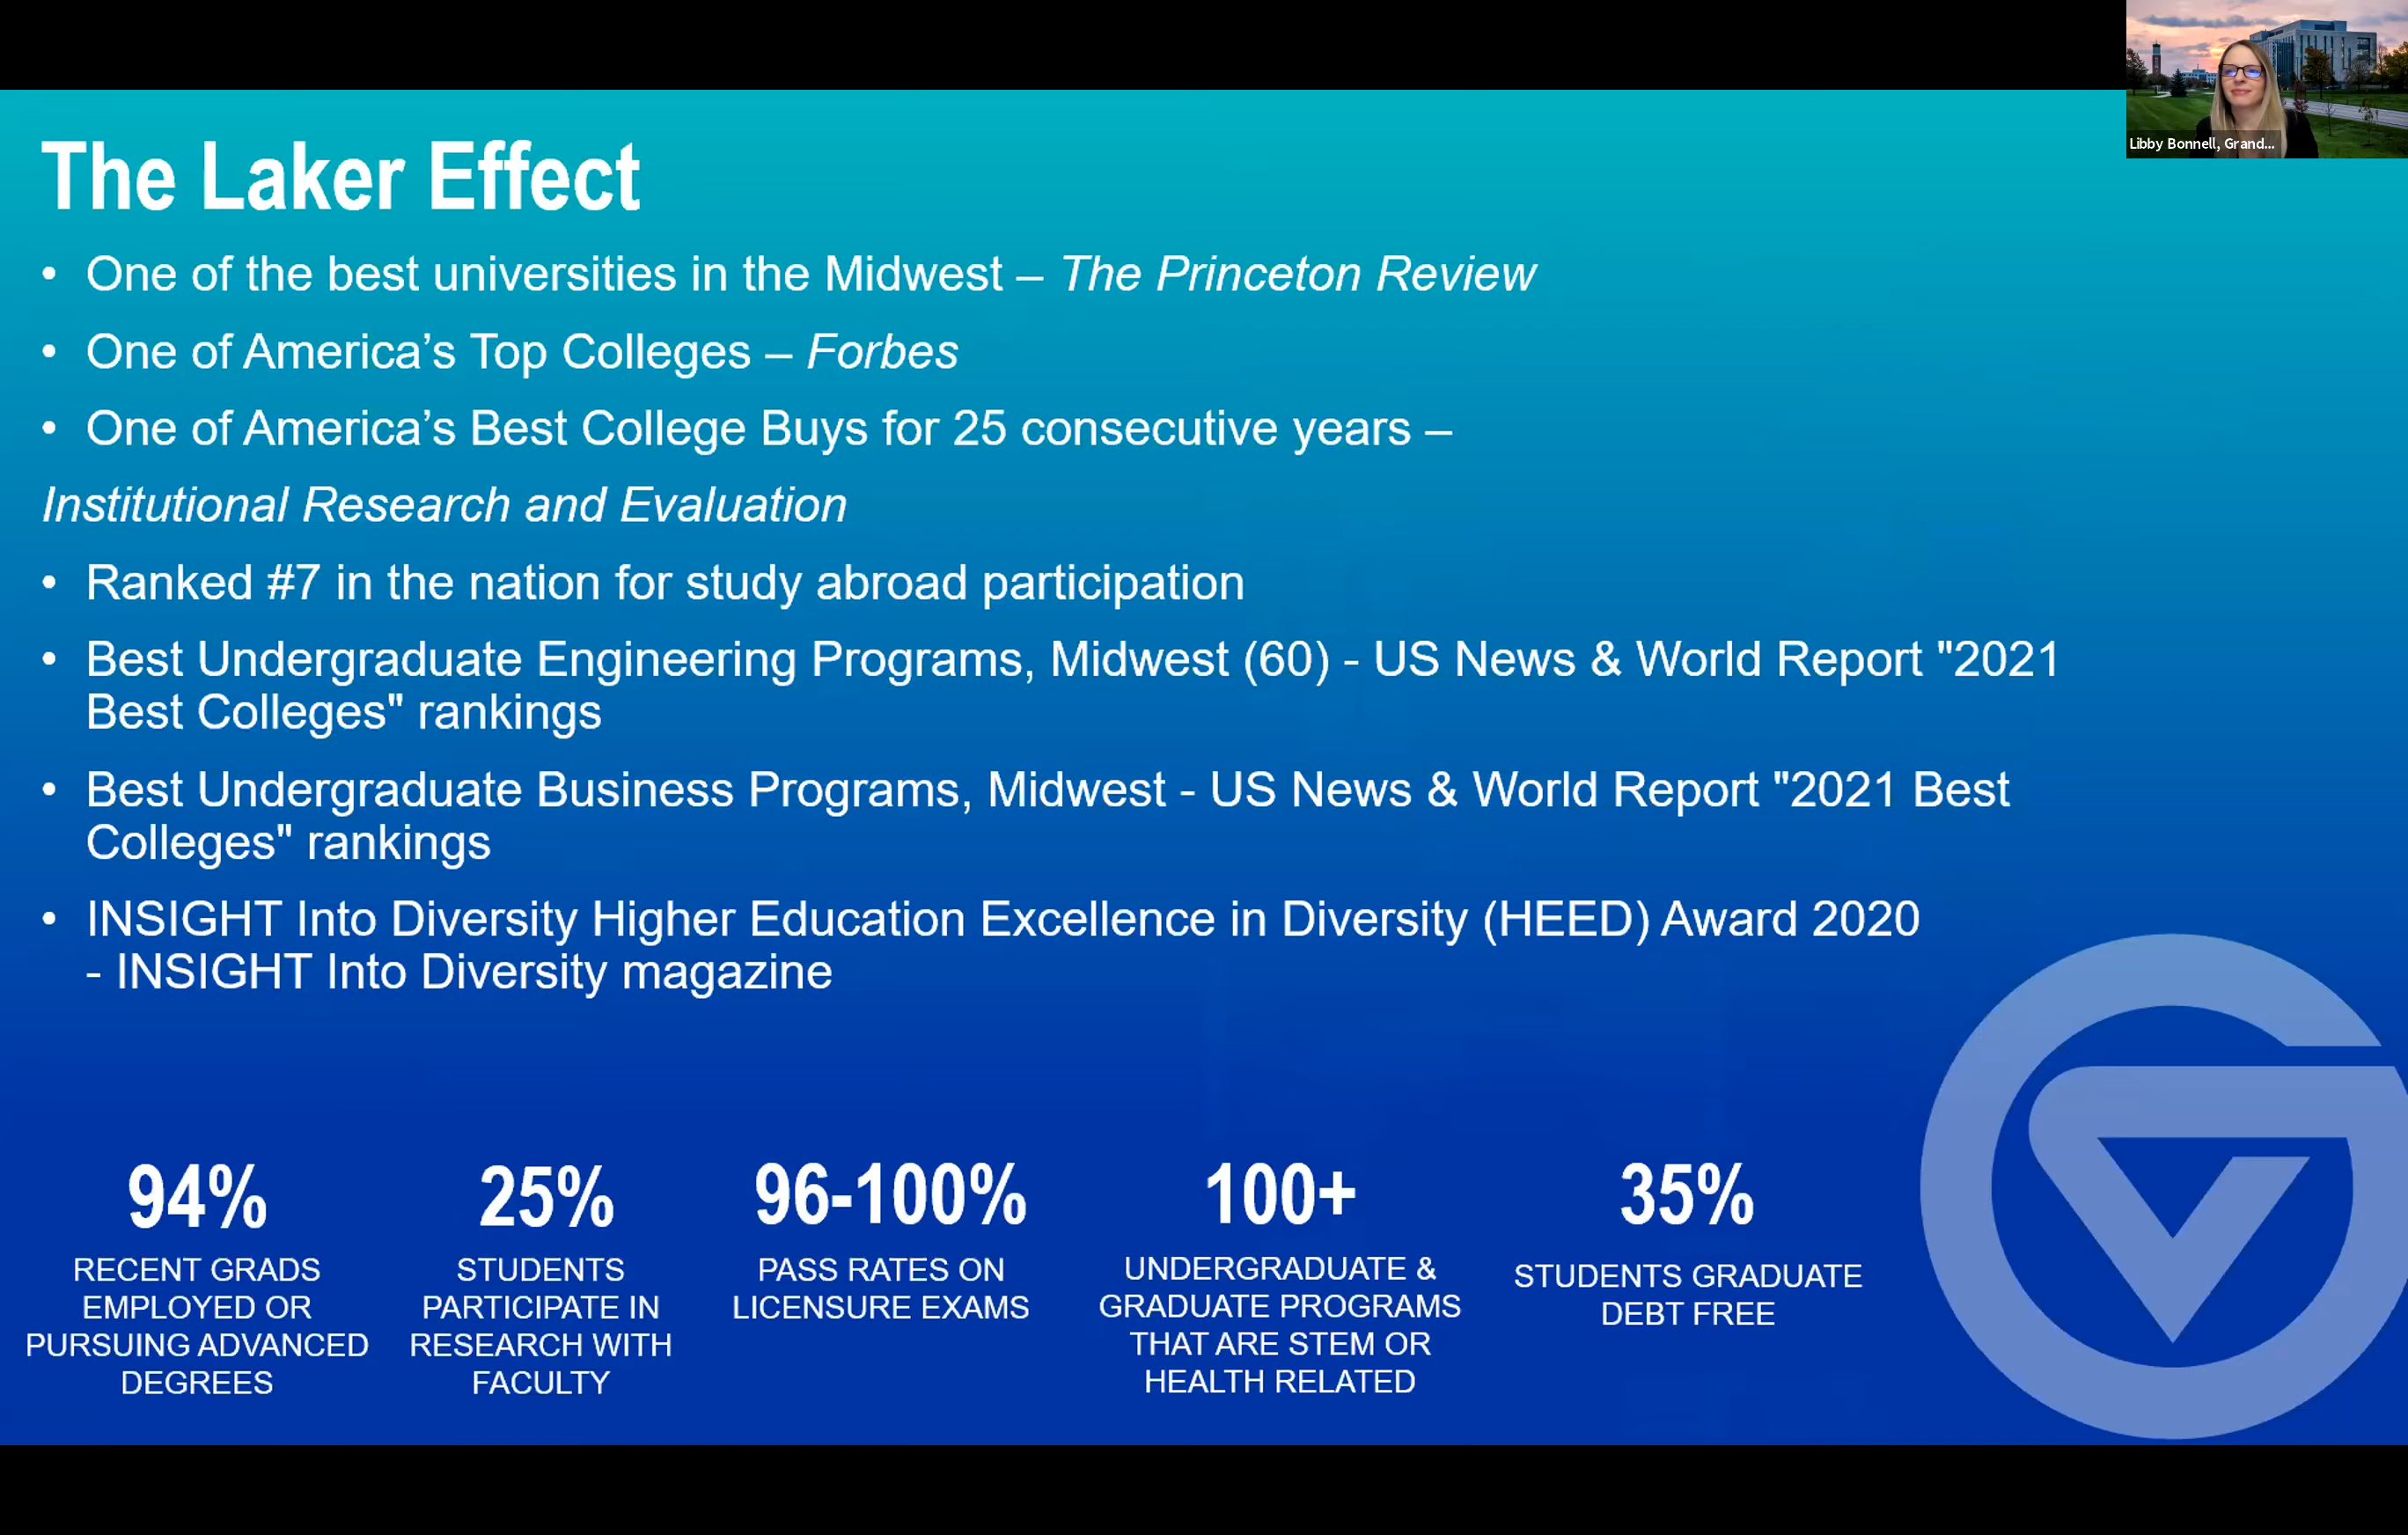 Libby Bonnell, Grand...
The Laker Effect
• One of the best universities in the Midwest – The Princeton Review
• One of America’s Top Colleges – Forbes
• One of America’s Best College Buys for 25 consecutive years –
Institutional Research and Evaluation
• Ranked #7 in the nation for study abroad participation
• Best Undergraduate Engineering Programs, Midwest (60) - US News & World Report "2021
Best Colleges" rankings
• Best Undergraduate Business Programs, Midwest - US News & World Report "2021 Best
Colleges" rankings
• INSIGHT Into Diversity Higher Education Excellence in Diversity (HEED) Award 2020
- INSIGHT Into Diversity magazine
94%
RECENT GRADS
EMPLOYED OR
PURSUING ADVANCED
DEGREES
25%
STUDENTS
PARTICIPATE IN
RESEARCH WITH
FACULTY
96-100%
PASS RATES ON
LICENSURE EXAMS
100+
UNDERGRADUATE &
GRADUATE PROGRAMS
THAT ARE STEM OR
HEALTH RELATED
35%
STUDENTS GRADUATE
DEBT FREE